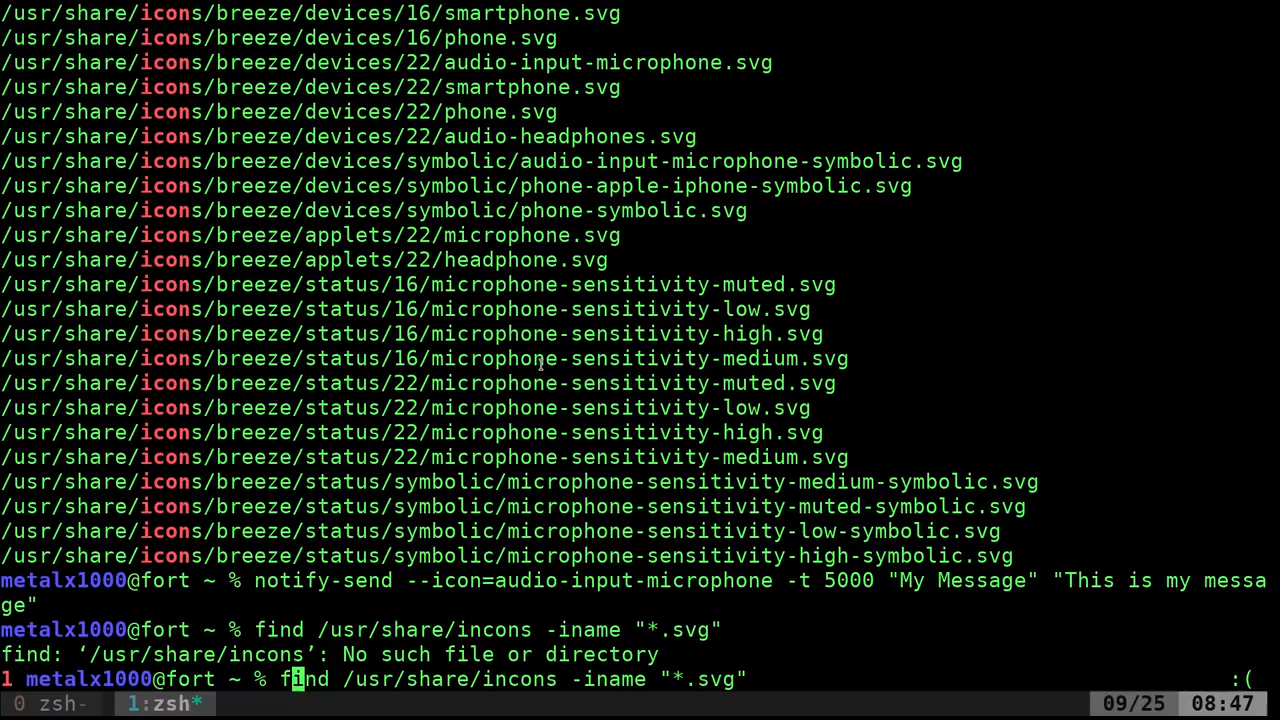 /usr/share/icons/breeze/devices/16/smartphone.svg
/usr/share/icons/breeze/devices/16/phone.svg
/usr/share/icons/breeze/devices/22/audio-input-microphone.svg
/usr/share/icons/breeze/devices/22/smartphone.svg
/usr/share/icons/breeze/devices/22/phone.svg
/usr/share/icons/breeze/devices/22/audio-headphones.svg
/usr/share/icons/breeze/devices/symbolic/audio-input-microphone-symbolic.svg
/usr/share/icons/breeze/devices/symbolic/phone-apple-iphone-symbolic.svg
/usr/share/icons/breeze/devices/symbolic/phone-symbolic.svg
/usr/share/icons/breeze/applets/22/microphone.svg
/usr/share/icons/breeze/applets/22/headphone.svg
/usr/share/icons/breeze/status/16/microphone-sensitivity-muted.svg
/usr/share/icons/breeze/status/16/microphone-sensitivity-low.svg
/usr/share/icons/breeze/status/16/microphone-sensitivity-high.svg
/usr/share/icons/breeze/status/16/microphone-sensitivity-medium.svg
/usr/share/icons/breeze/status/22/microphone-sensitivity-muted.svg
/usr/share/icons/breeze/status/22/microphone-sensitivity-low.svg
/usr/share/icons/breeze/status/22/microphone-sensitivity-high.svg
/usr/share/icons/breeze/status/22/microphone-sensitivity-medium.svg
/usr/share/icons/breeze/status/symbolic/microphone-sensitivity-medium-symbolic.svg
/usr/share/icons/breeze/status/symbolic/microphone-sensitivity-muted-symbolic.svg
/usr/share/icons/breeze/status/symbolic/microphone-sensitivity-low-symbolic.svg
/usr/share/icons/breeze/status/symbolic/microphone-sensitivity-high-symbolic.svg
metalx1000@fort ~ % notify-send --icon=audio-input-microphone -t 5000 "My Message" "This is my messa
ge"
metalx1000@fort ~ % find /usr/share/incons -iname "*.svg"
find: ‘/usr/share/incons’: No such file or directory
1 metalx1000@fort ~ % find /usr/share/incons -iname "*.svg" :(
0 zsh- 1:zsh* 09/25 08:47